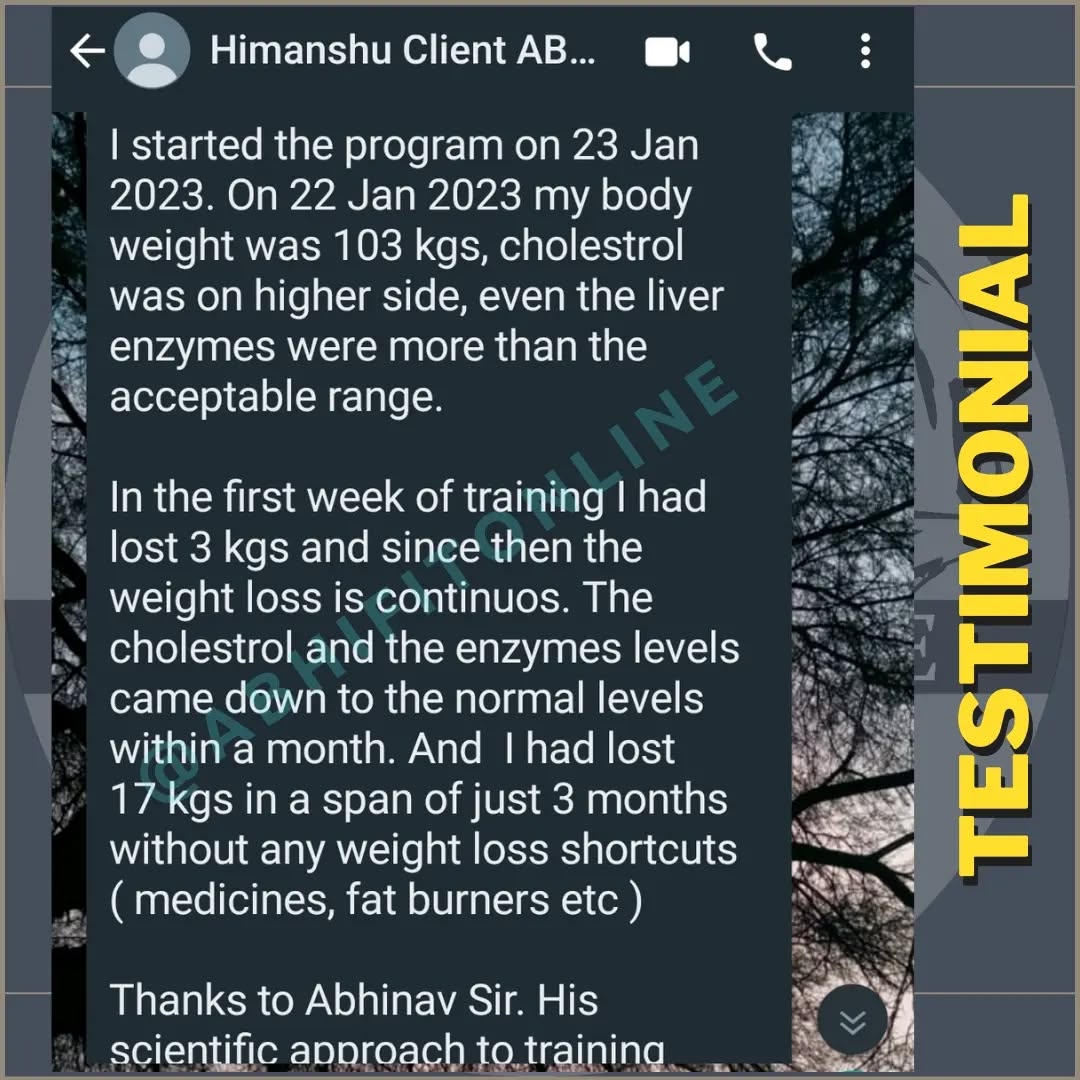 Himanshu Client AB...
I started the program on 23 Jan
2023. On 22 Jan 2023 my body
weight was 103 kgs, cholestrol
was on higher side, even the liver
enzymes were more than the
acceptable range.
In the first week of training I had
lost 3 kgs and since then the
weight loss is continuos. The
cholestrol and the enzymes levels
came down to the normal levels
within a month. And  I had lost
17 kgs in a span of just 3 months
without any weight loss shortcuts
( medicines, fat burners etc )
Thanks to Abhinav Sir. His
scientific approach to training
@ABHIFITONLINE
TESTIMONIAL